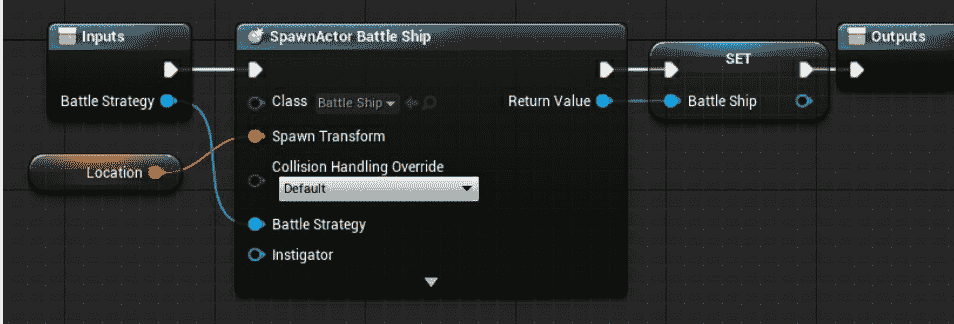 Inputs
Battle Strategy
Location
SpawnActor Battle Ship
Class Battle Ship
Return Value
Spawn Transform
Collision Handling Override
Default
Battle Strategy
Instigator
SET
Battle Ship
Outputs